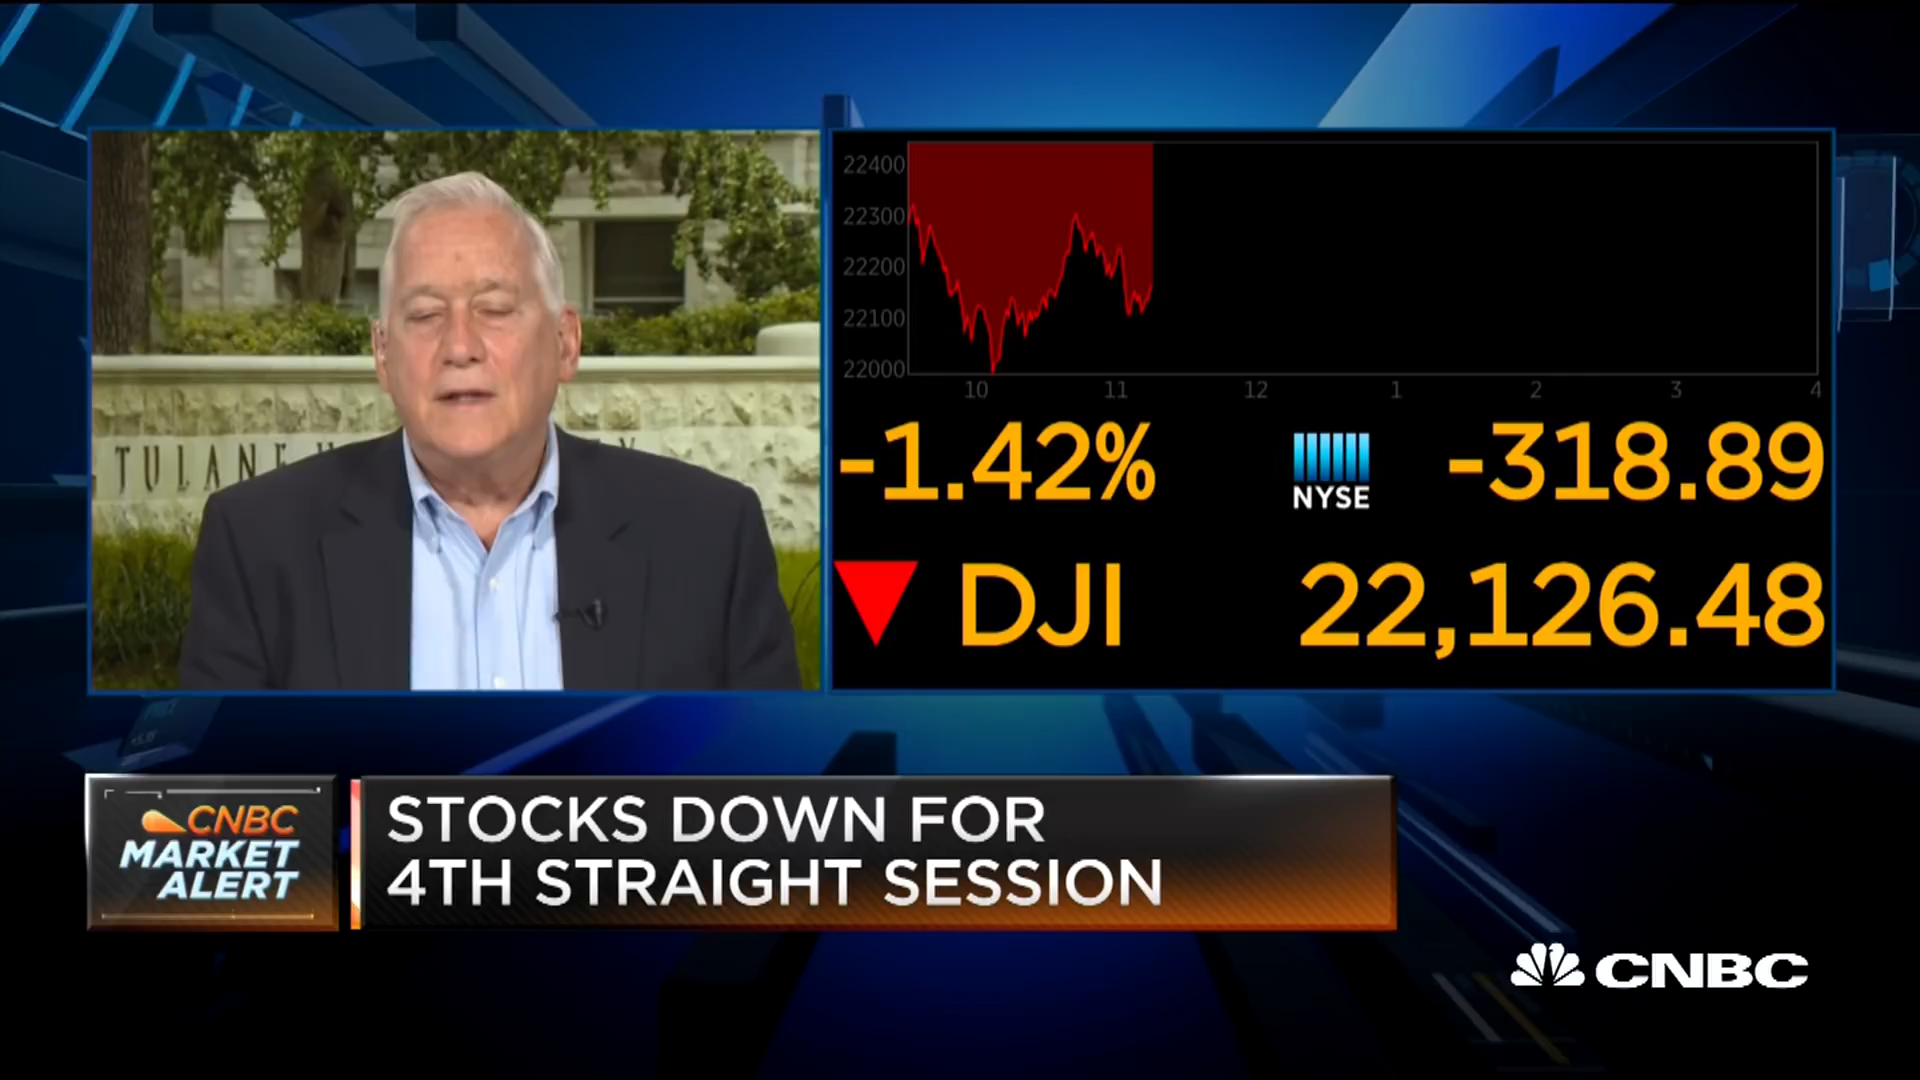 TULANE
22400
22300
22200
22100
22000
10 11 12 1 2 3 4
-1.42% NYSE -318.89
DJI 22,126.48
CNBC
MARKET
ALERT
STOCKS DOWN FOR
4TH STRAIGHT SESSION
CNBC